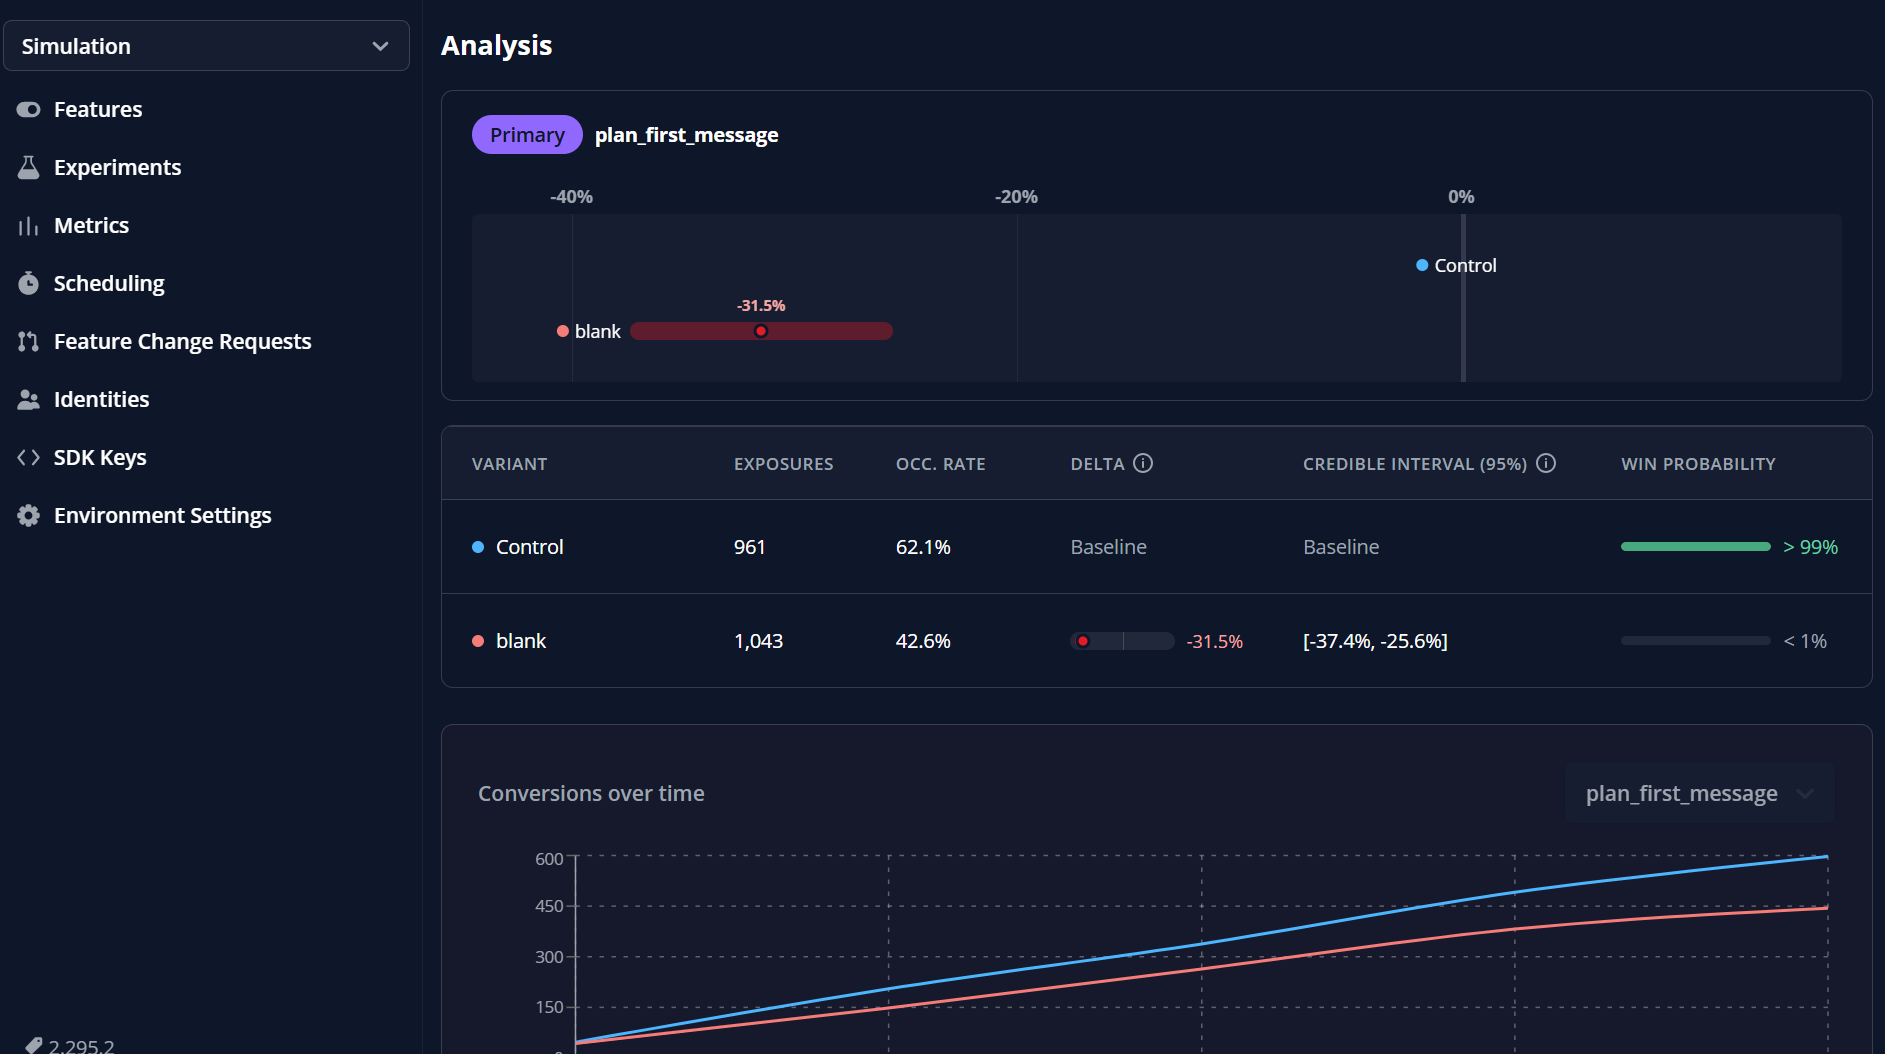 Simulation
Features
Experiments
Metrics
Scheduling
Feature Change Requests
Identities
SDK Keys
Environment Settings
2.295.2
Analysis
Primary plan_first_message
-40% -20% 0%
Control
-31.5%
blank
VARIANT EXPOSURES OCC. RATE DELTA CREDIBLE INTERVAL (95%) WIN PROBABILITY
Control 961 62.1% Baseline Baseline > 99%
blank 1,043 42.6% -31.5% [-37.4%, -25.6%] < 1%
Conversions over time plan_first_message
600
450
300
150